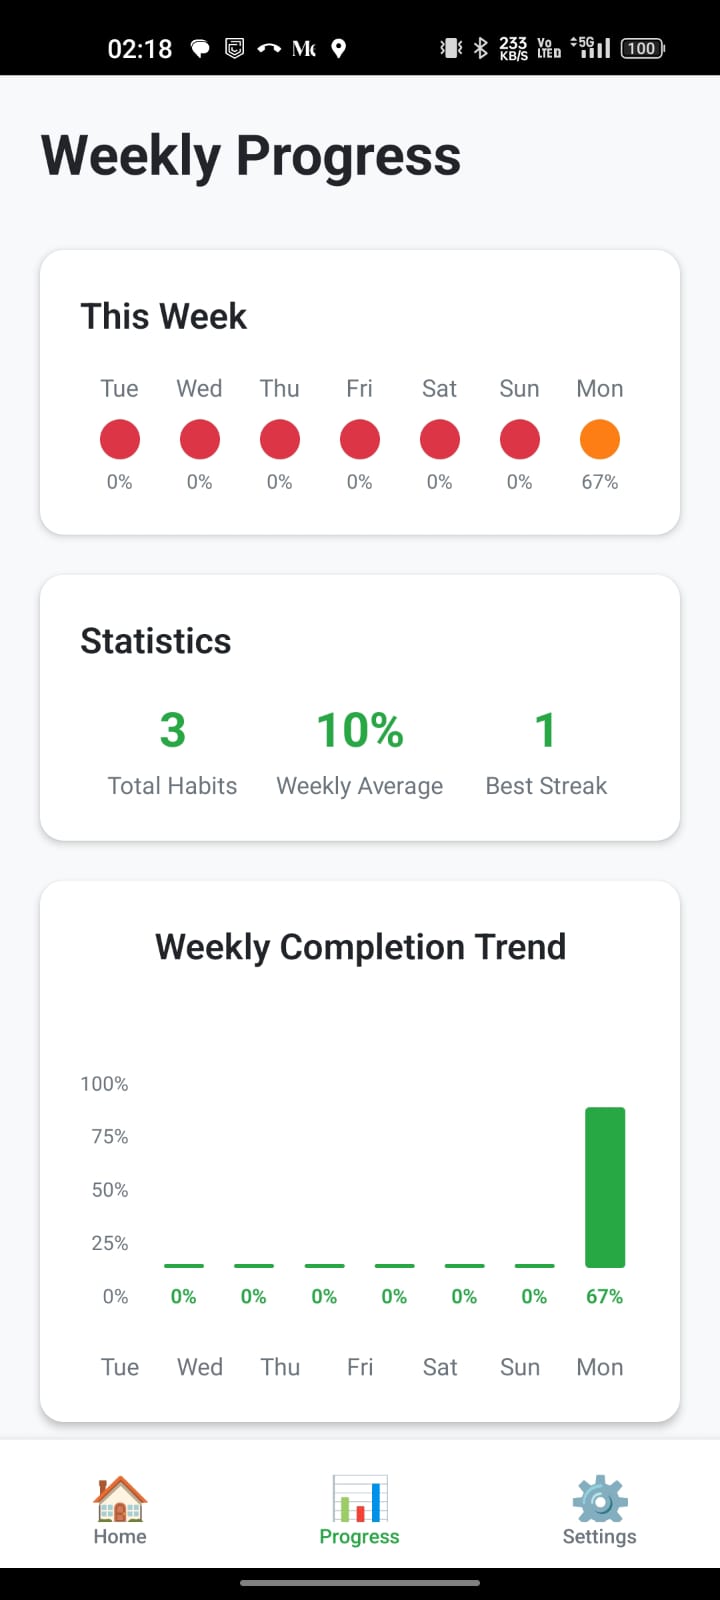 02:18 233 KB/S Vo LTE D 5G 100
Weekly Progress
This Week
Tue Wed Thu Fri Sat Sun Mon
0% 0% 0% 0% 0% 0% 67%
Statistics
3 10% 1
Total Habits Weekly Average Best Streak
Weekly Completion Trend
100%
75%
50%
25%
0% 0% 0% 0% 0% 0% 0% 67%
Tue Wed Thu Fri Sat Sun Mon
Home Progress Settings